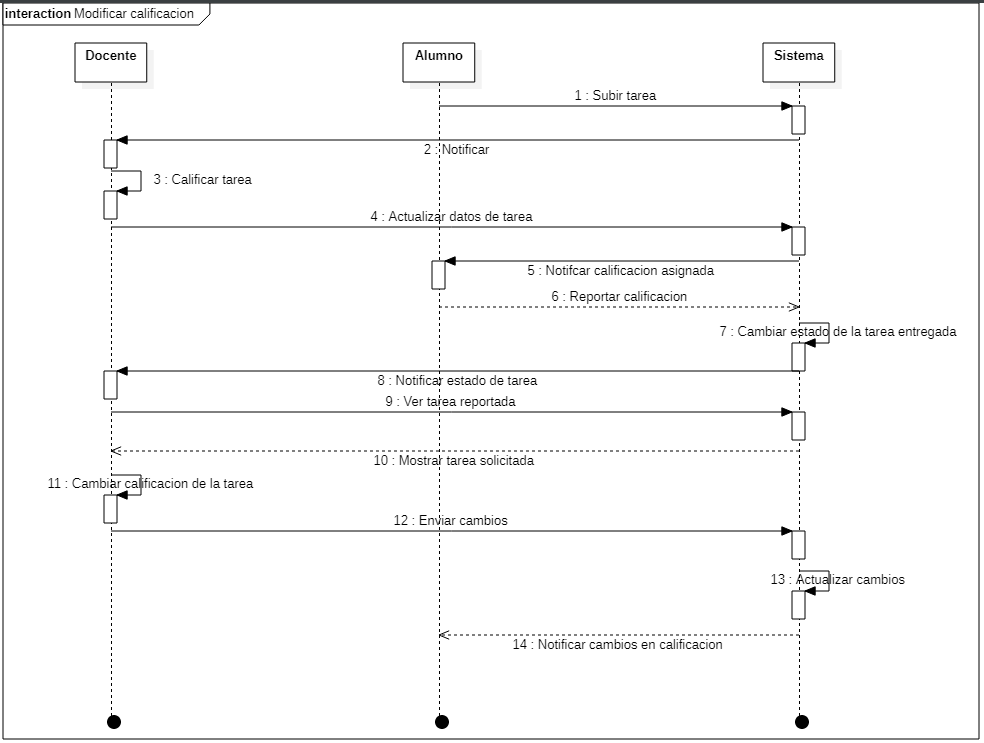 interaction Modificar calificacion
Docente
Alumno
Sistema
1 : Subir tarea
2 : Notificar
3 : Calificar tarea
4 : Actualizar datos de tarea
5 : Notifcar calificacion asignada
6 : Reportar calificacion
7 : Cambiar estado de la tarea entregada
8 : Notificar estado de tarea
9 : Ver tarea reportada
10 : Mostrar tarea solicitada
11 : Cambiar calificacion de la tarea
12 : Enviar cambios
13 : Actualizar cambios
14 : Notificar cambios en calificacion